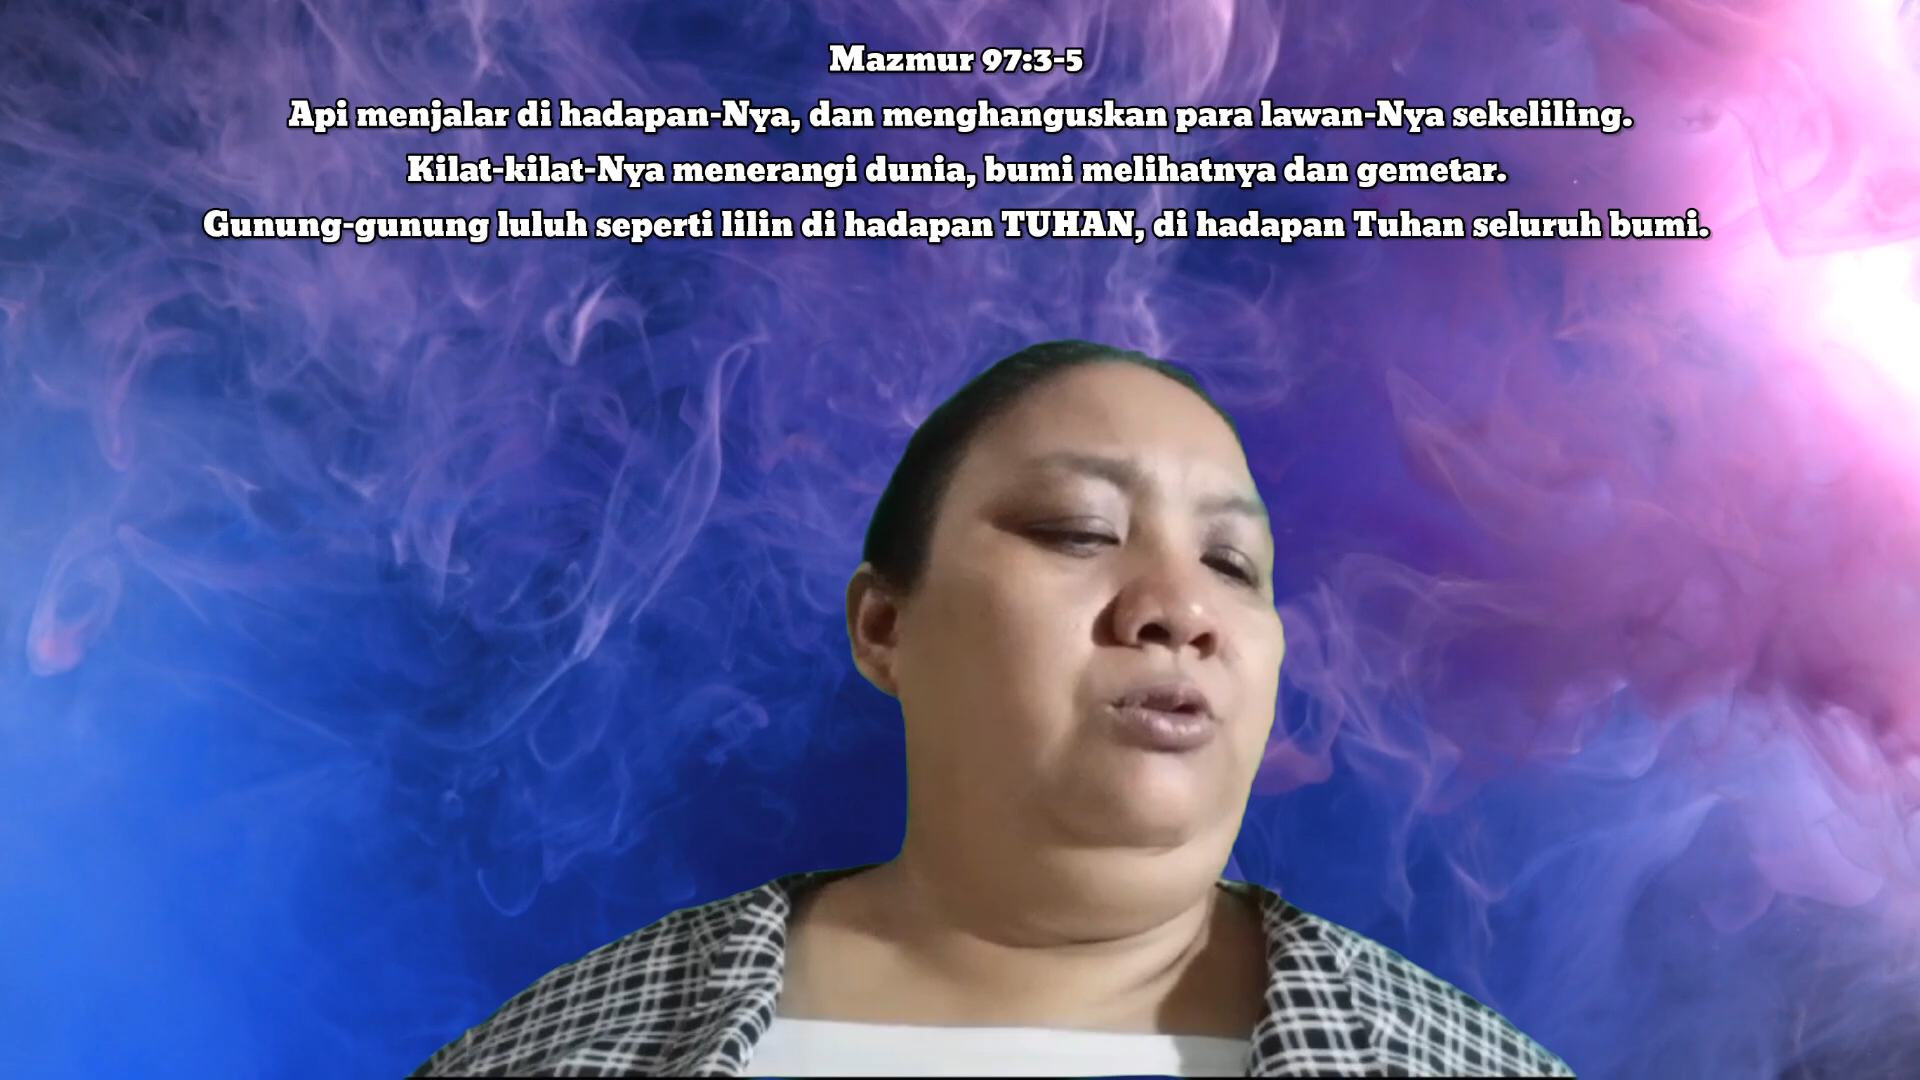 Mazmur 97:3-5
Api menjalar di hadapan-Nya, dan menghanguskan para lawan-Nya sekeliling.
Kilat-kilat-Nya menerangi dunia, bumi melihatnya dan gemetar.
Gunung-gunung luluh seperti lilin di hadapan TUHAN, di hadapan Tuhan seluruh bumi.